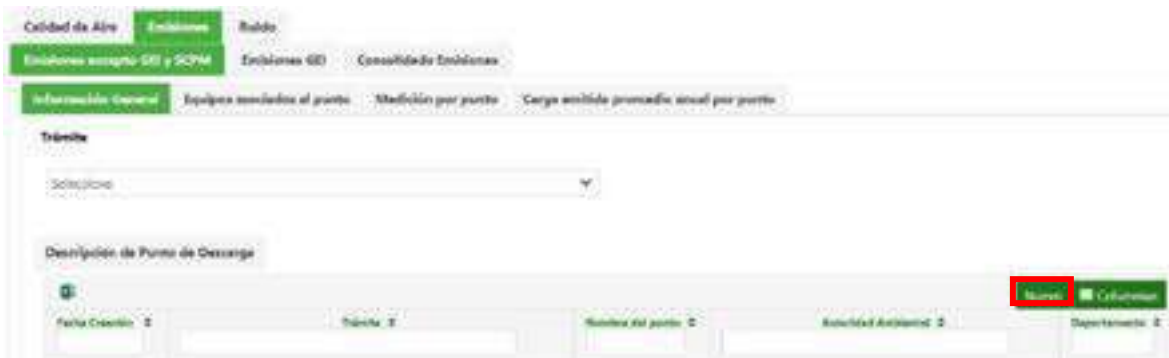 Calidad de Aire Emisiones Ruido
Emisiones excepto GEI y SCPM Emisiones GEI Consolidado Emisiones
Información General Equipos asociados al punto Medición por punto Carga emitida promedio anual por punto
Trámite
Seleccione
Descripción de Punto de Descarga
Nuevo Columnas
Fecha Creación Trámite Nombre del punto Autoridad Ambiental Departamento